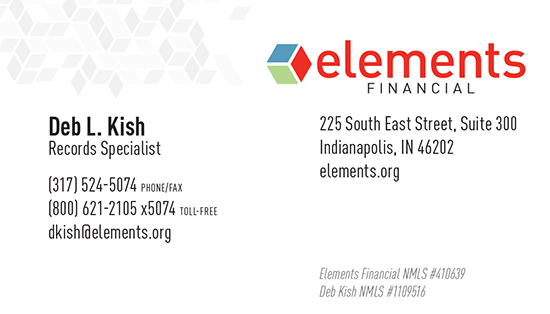 elements
FINANCIAL
Deb L. Kish
Records Specialist
(317) 524-5074 PHONE/FAX
(800) 621-2105 x5074 TOLL-FREE
dkish@elements.org
225 South East Street, Suite 300
Indianapolis, IN 46202
elements.org
Elements Financial NMLS #410639
Deb Kish NMLS #1109516